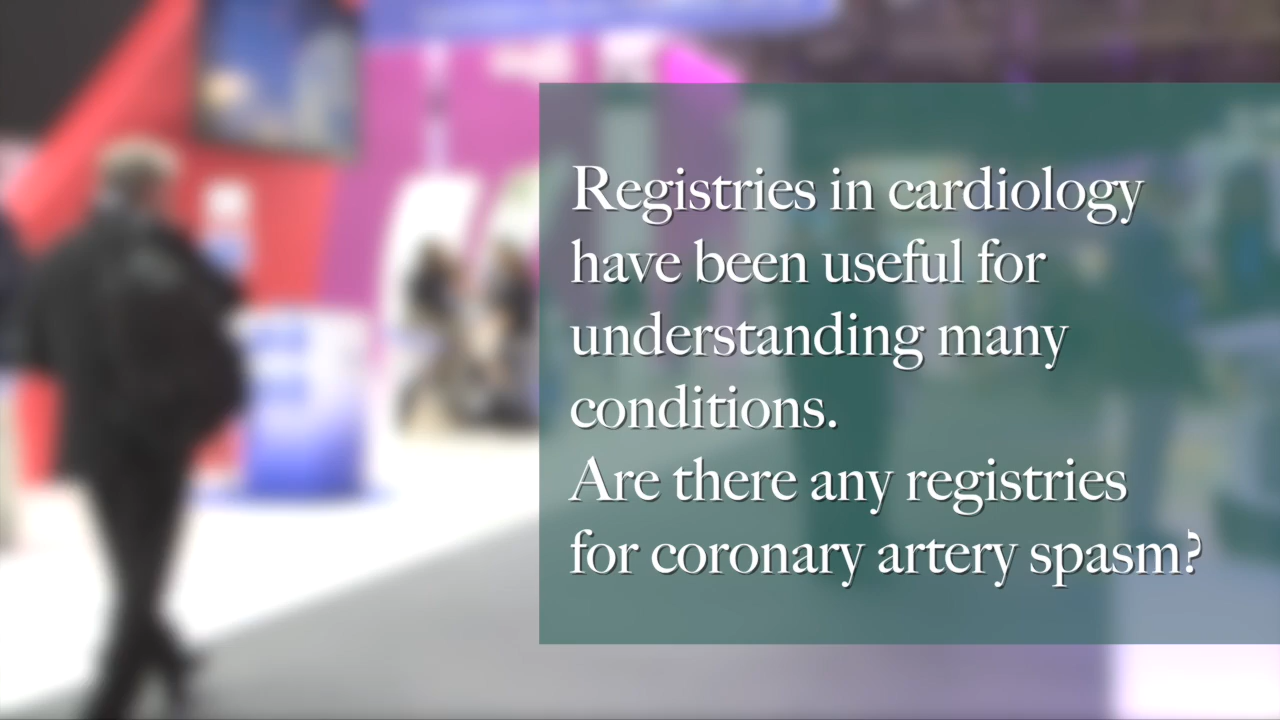 Registries in cardiology
have been useful for
understanding many
conditions.
Are there any registries
for coronary artery spasm?